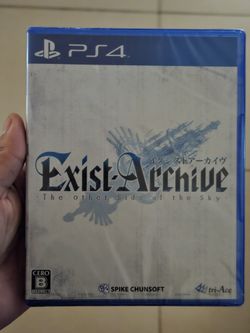 PS4
イグジストアーカイヴ
Exist Archive
-The Other Side of the Sky-
CERO
B
SPIKE CHUNSOFT
tri-Ace